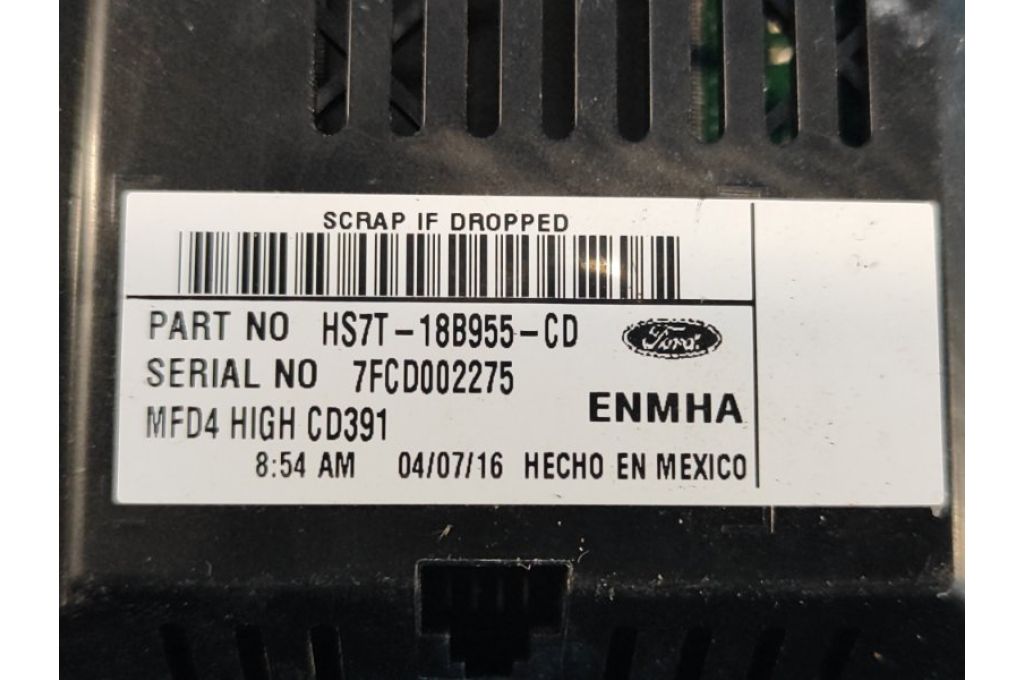 SCRAP IF DROPPED
PART NO HS7T-18B955-CD
Ford
SERIAL NO 7FCD002275
ENMHA
MFD4 HIGH CD391
8:54 AM 04/07/16 HECHO EN MEXICO